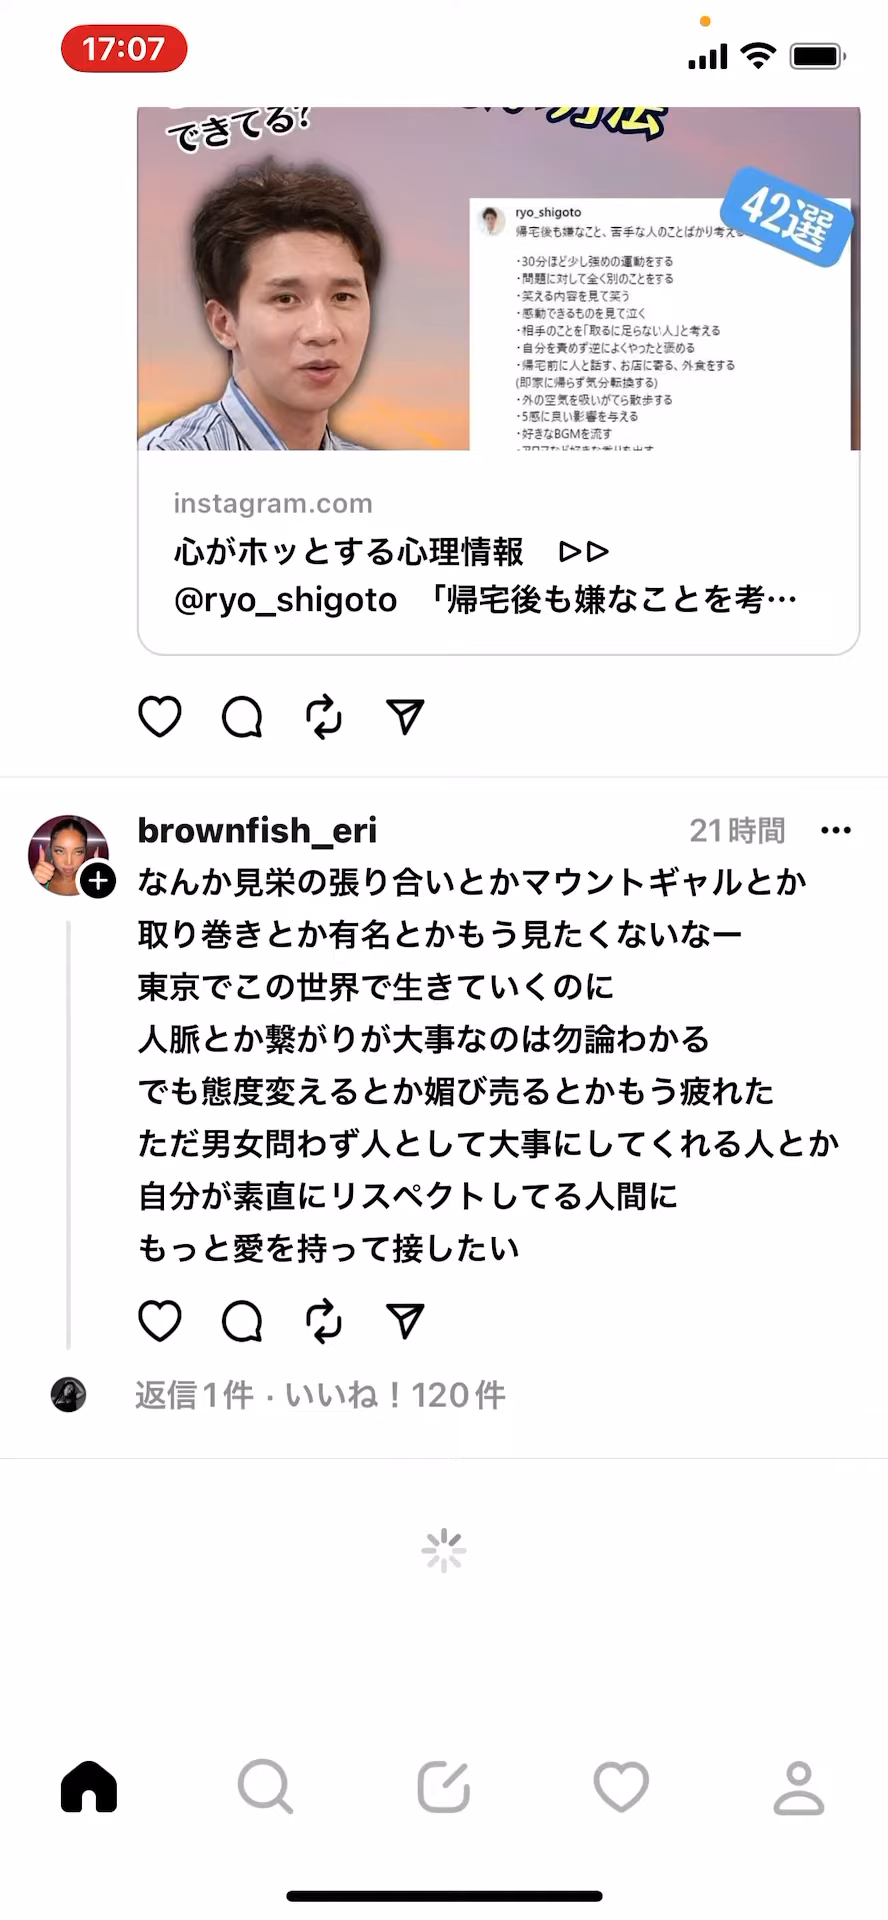 17:07
できてる?
方法
42選
ryo_shigoto
帰宅後も嫌なこと、苦手な人のことばかり考え
・30分ほど少し強めの運動をする
・問題に対して全く別のことをする
・笑える内容を見て笑う
・感動できるものを見て泣く
・相手のことを「取るに足らない人」と考える
・自分を責めず逆によくやったと褒める
・帰宅前に人と話す、お店に寄る、外食をする
(即家に帰らず気分転換する)
・外の空気を吸いがてら散歩する
・5感に良い影響を与える
・好きなBGMを流す
instagram.com
心がホッとする心理情報 ▷▷
@ryo_shigoto 「帰宅後も嫌なことを考…
brownfish_eri
21時間
なんか見栄の張り合いとかマウントギャルとか
取り巻きとか有名とかもう見たくないなー
東京でこの世界で生きていくのに
人脈とか繋がりが大事なのは勿論わかる
でも態度変えるとか媚び売るとかもう疲れた
ただ男女問わず人として大事にしてくれる人とか
自分が素直にリスペクトしてる人間に
もっと愛を持って接したい
返信1件 · いいね！120件